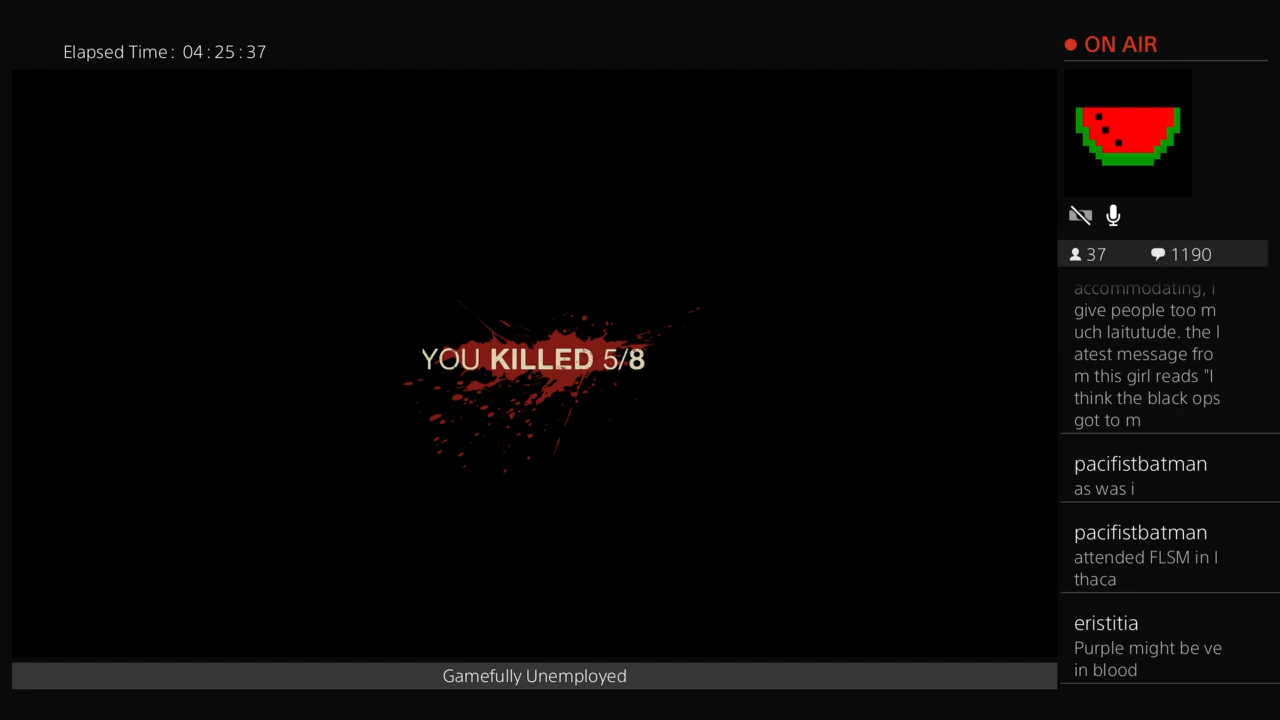 Elapsed Time: 04:25:37
ON AIR
37 1190
accommodating, I
give people too m
uch laitutude. the l
atest message fro
m this girl reads "I
think the black ops
got to m
pacifistbatman
as was i
pacifistbatman
attended FLSM in I
thaca
eristitia
Purple might be ve
in blood
YOU KILLED 5/8
Gamefully Unemployed